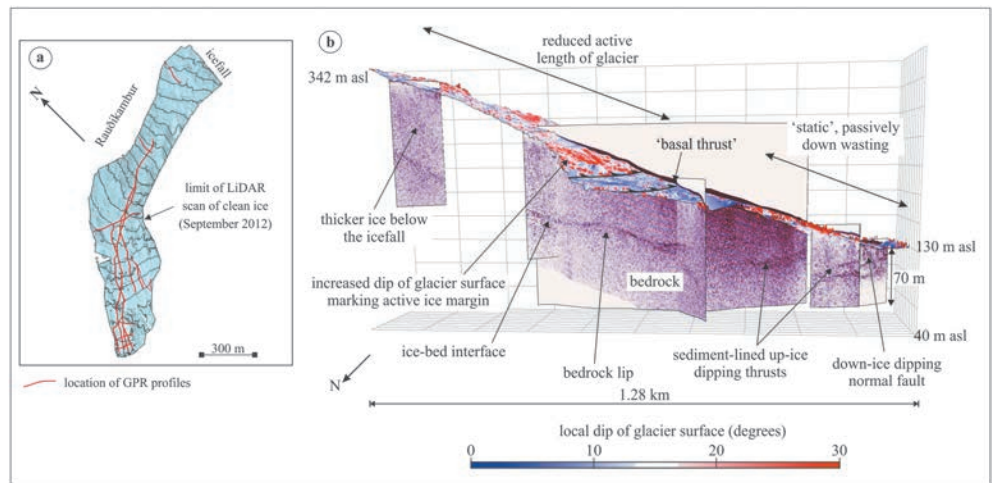 a
icefall
N
Rauðikambur
limit of LiDAR
scan of clean ice
(September 2012)
300 m
location of GPR profiles
b
reduced active
length of glacier
342 m asl
'static', passively
down wasting
'basal thrust'
thicker ice below
the icefall
130 m asl
70 m
increased dip of glacier surface
marking active ice margin
bedrock
40 m asl
ice-bed interface
sediment-lined up-ice
dipping thrusts
down-ice dipping
normal fault
bedrock lip
N
1.28 km
local dip of glacier surface (degrees)
0
10
20
30